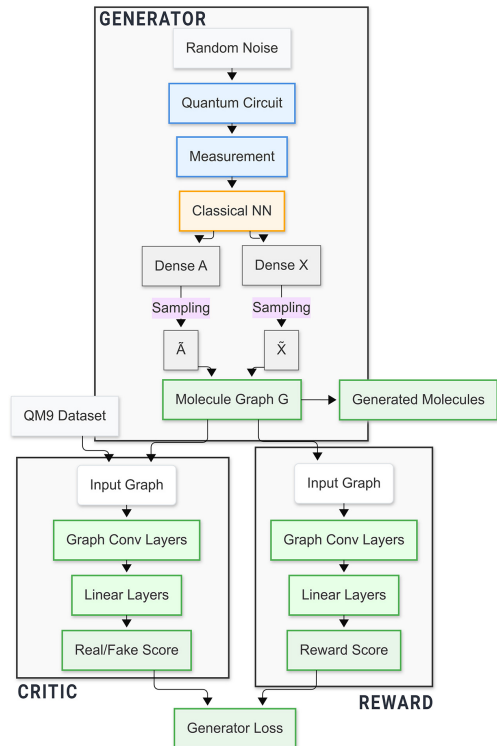 GENERATOR
Random Noise
Quantum Circuit
Measurement
Classical NN
Dense A
Dense X
Sampling
Sampling
Ã
X̃
Molecule Graph G
Generated Molecules
QM9 Dataset
Input Graph
Graph Conv Layers
Linear Layers
Real/Fake Score
CRITIC
Input Graph
Graph Conv Layers
Linear Layers
Reward Score
REWARD
Generator Loss